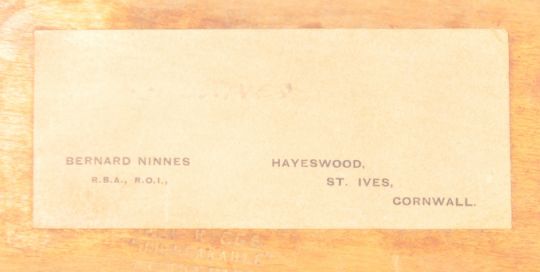 BERNARD NINNES
R.B.A., R.O.I.,
HAYESWOOD,
ST. IVES,
CORNWALL.